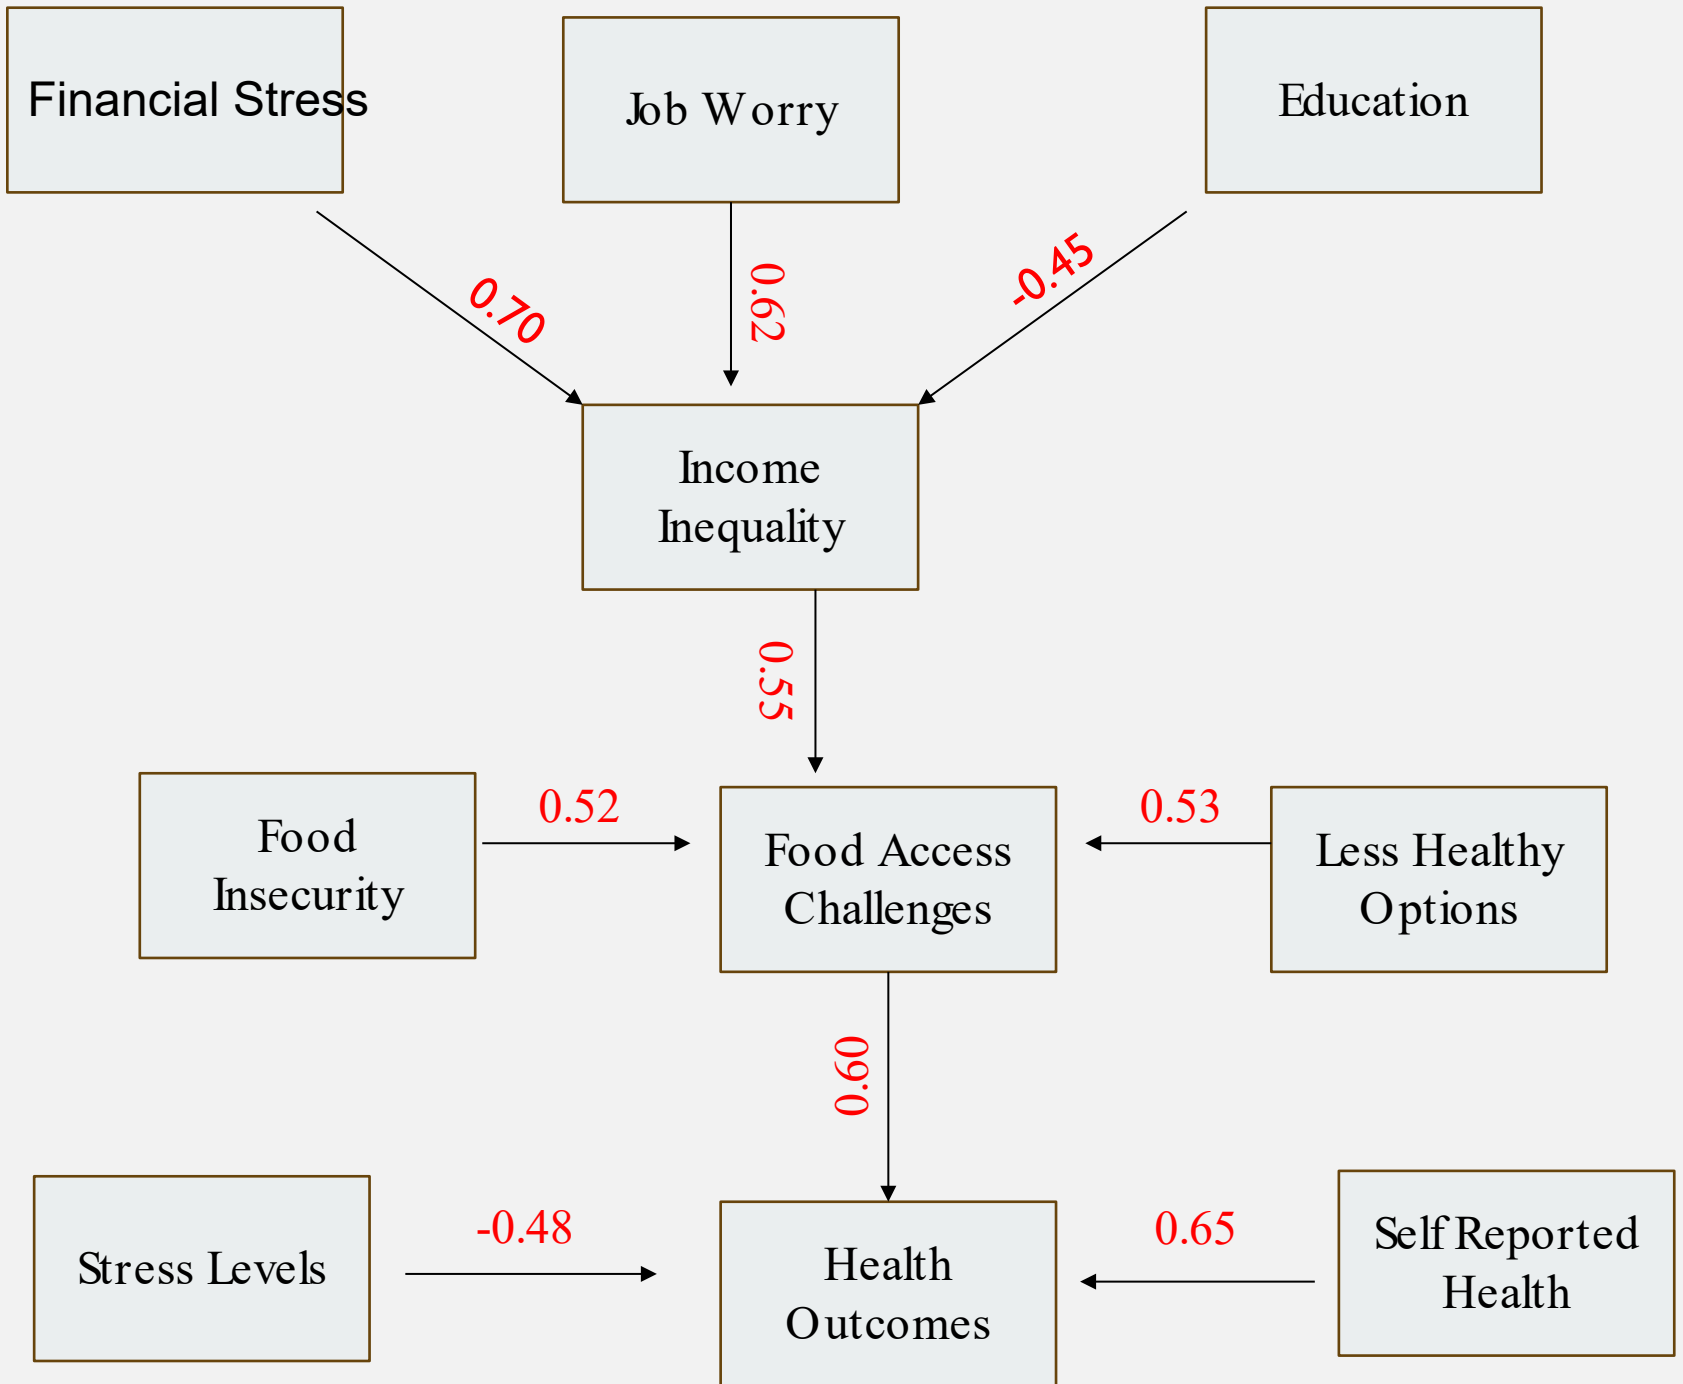 Financial Stress
Job Worry
Education
0.70
0.62
-0.45
Income
Inequality
0.55
Food
Insecurity
0.52
Food Access
Challenges
0.53
Less Healthy
Options
0.60
Stress Levels
-0.48
Health
Outcomes
0.65
Self Reported
Health